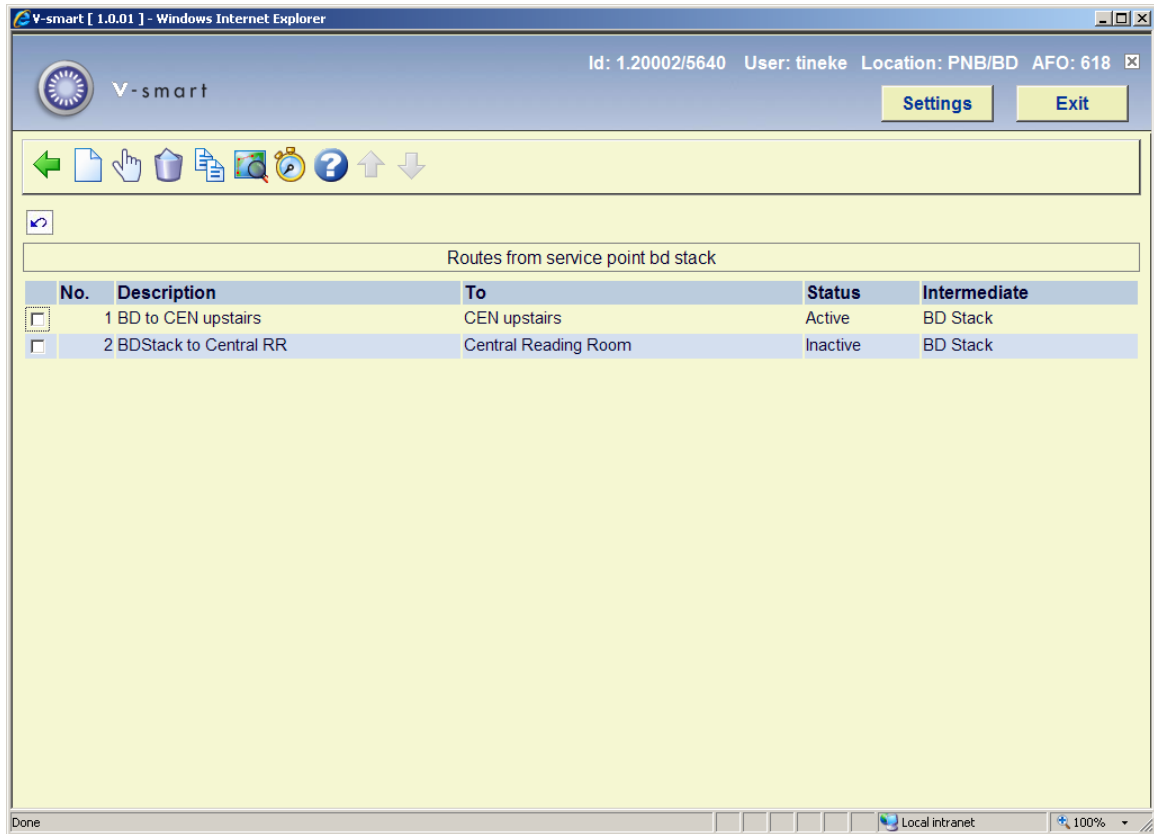 V-smart [ 1.0.01 ] - Windows Internet Explorer
Id: 1.20002/5640 User: tineke Location: PNB/BD AFO: 618
V-smart
Settings Exit
Routes from service point bd stack
No. Description To Status Intermediate
1 BD to CEN upstairs CEN upstairs Active BD Stack
2 BDStack to Central RR Central Reading Room Inactive BD Stack
Done Local intranet 100%